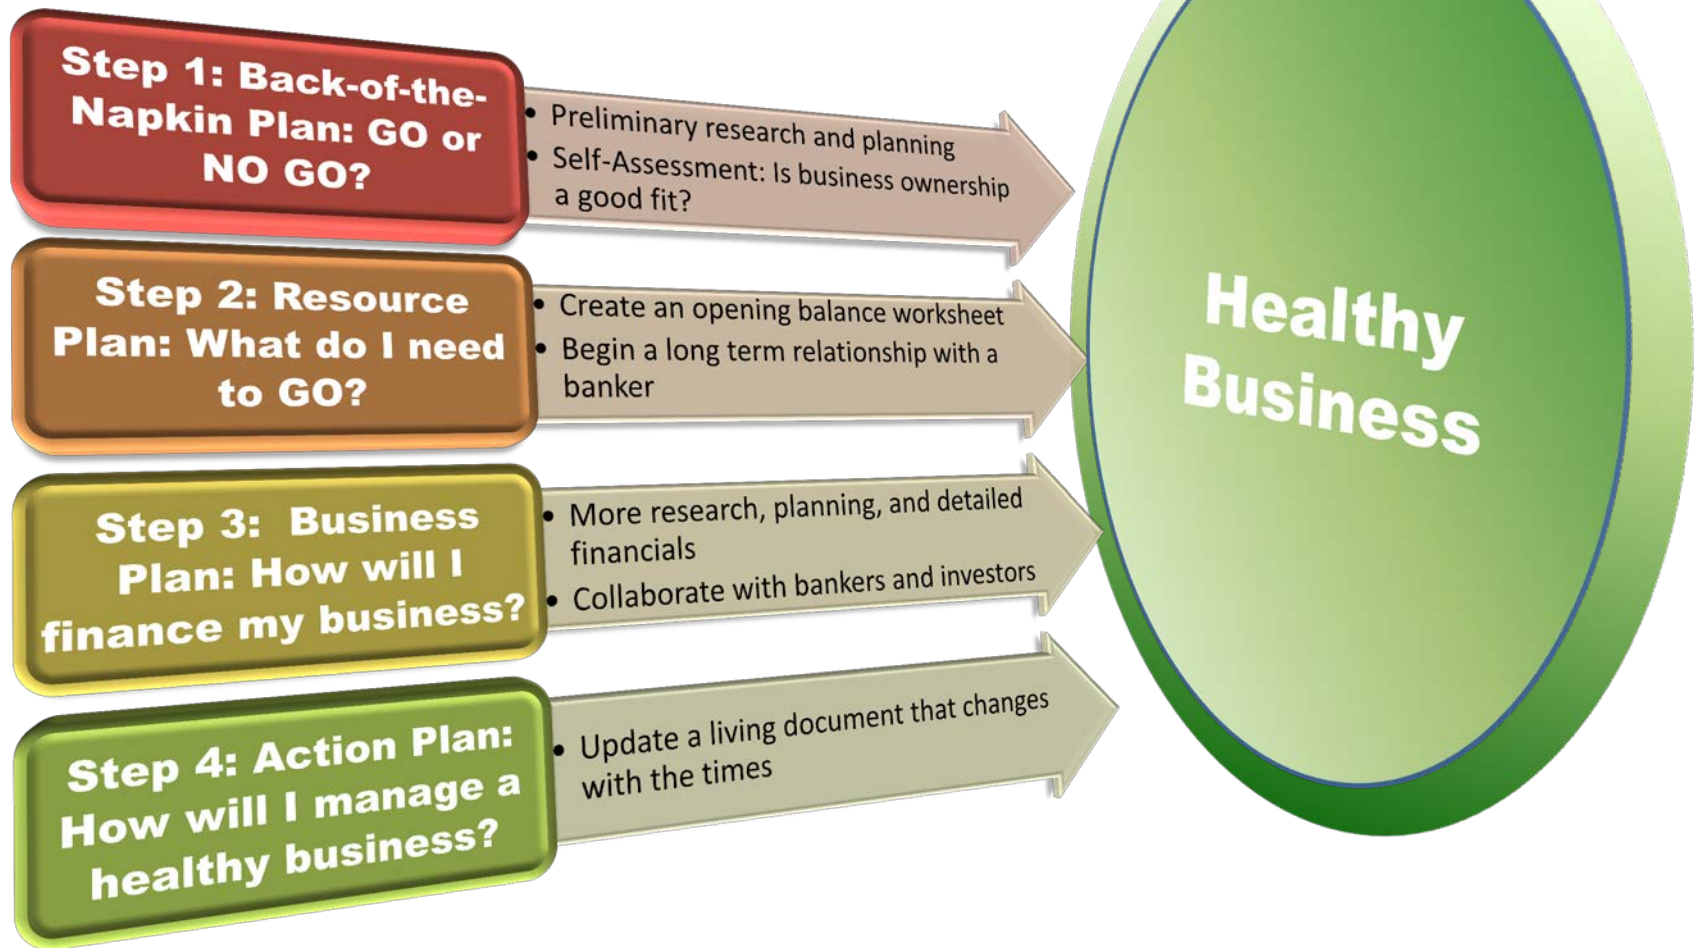 Step 1: Back-of-the-
Napkin Plan: GO or
NO GO?
• Preliminary research and planning
• Self-Assessment: Is business ownership
a good fit?
Step 2: Resource
Plan: What do I need
to GO?
• Create an opening balance worksheet
• Begin a long term relationship with a
banker
Step 3:  Business
Plan: How will I
finance my business?
• More research, planning, and detailed
financials
• Collaborate with bankers and investors
Step 4: Action Plan:
How will I manage a
healthy business?
• Update a living document that changes
with the times
Healthy
Business